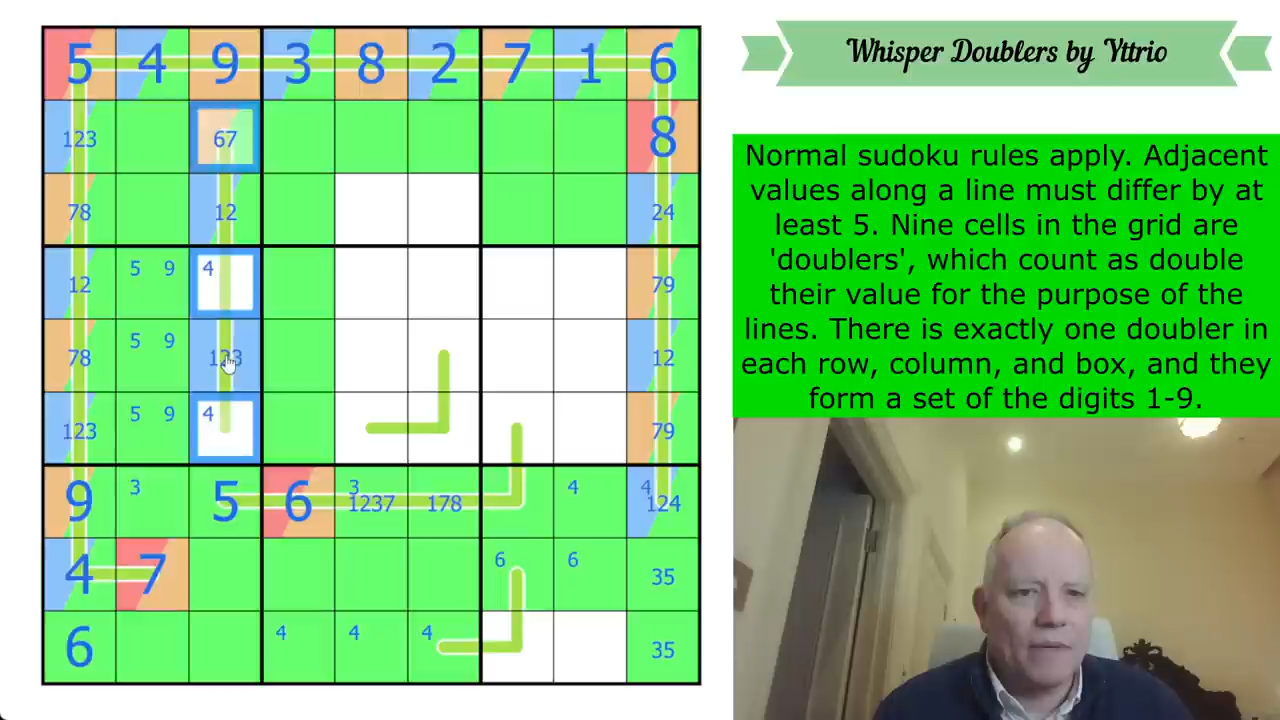 Whisper Doublers by Yttrio
Normal sudoku rules apply. Adjacent
values along a line must differ by at
least 5. Nine cells in the grid are
'doublers', which count as double
their value for the purpose of the
lines. There is exactly one doubler in
each row, column, and box, and they
form a set of the digits 1-9.
5 4 9 3 8 2 7 1 6
123 67 8
78 12 24
12 5 9 4 79
78 5 9 123 12
123 5 9 4 79
9 3 5 6 3 1237 178 4 4 124
4 7 6 6 35
6 4 4 4 35